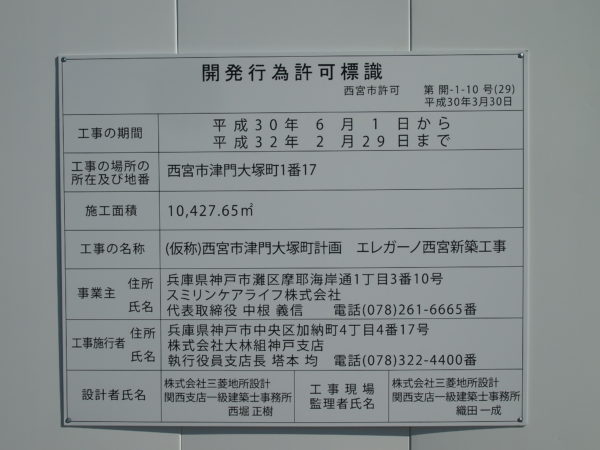 開発行為許可標識
西宮市許可 第 開-1-10 号(29)
平成30年3月30日
工事の期間
平成30年 6月 1日から
平成32年 2月29日まで
工事の場所の
所在及び地番
西宮市津門大塚町1番17
施工面積
10,427.65㎡
工事の名称
(仮称)西宮市津門大塚町計画 エレガーノ西宮新築工事
事業主
住所
氏名
兵庫県神戸市灘区摩耶海岸通1丁目3番10号
スミリンケアライフ株式会社
代表取締役 中根 義信 電話(078)261-6665番
工事施行者
住所
氏名
兵庫県神戸市中央区加納町4丁目4番17号
株式会社大林組神戸支店
執行役員支店長 塔本 均 電話(078)322-4400番
設計者氏名
株式会社三菱地所設計
関西支店一級建築士事務所
西堀 正樹
工事現場
監理者氏名
株式会社三菱地所設計
関西支店一級建築士事務所
織田 一成